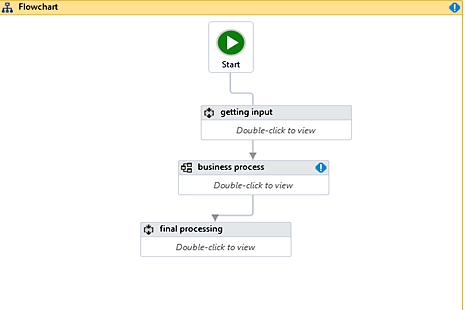 Flowchart
Start
getting input
Double-click to view
business process
Double-click to view
final processing
Double-click to view